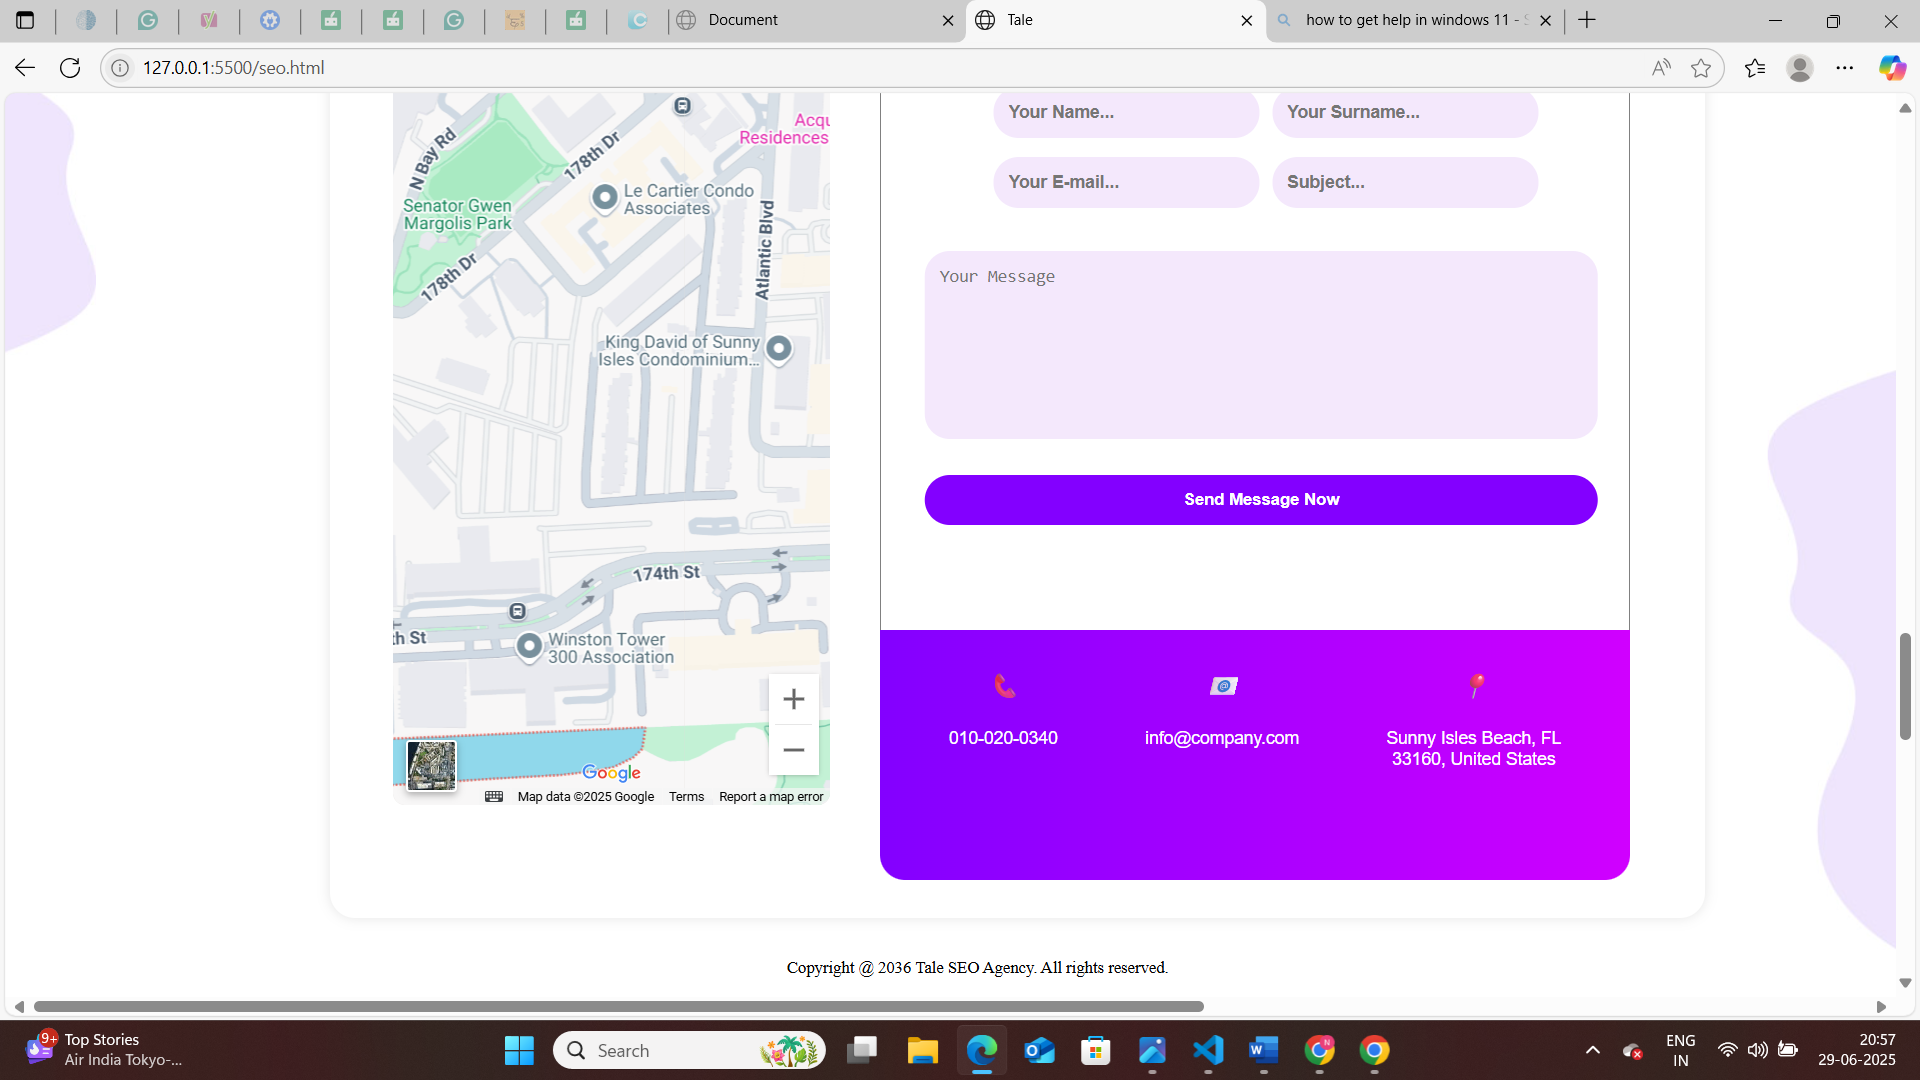 Document
Tale
how to get help in windows 11 - S
127.0.0.1:5500/seo.html
N Bay Rd
178th Dr
Acqu
Residences
Le Cartier Condo
Associates
Senator Gwen
Margolis Park
178th Dr
Atlantic Blvd
King David of Sunny
Isles Condominium...
174th St
th St
Winston Tower
300 Association
Google
Map data ©2025 Google
Terms
Report a map error
Your Name...
Your Surname...
Your E-mail...
Subject...
Your Message
Send Message Now
010-020-0340
info@company.com
Sunny Isles Beach, FL
33160, United States
Copyright @ 2036 Tale SEO Agency. All rights reserved.
9+
Top Stories
Air India Tokyo-...
Search
ENG
IN
20:57
29-06-2025